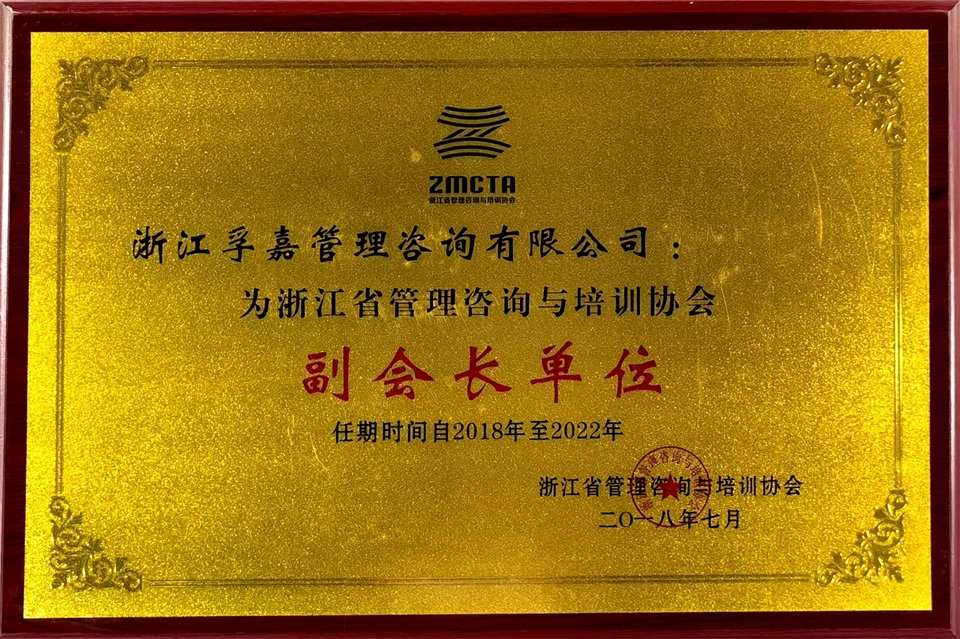 ZMCTA
浙江省管理咨询与培训协会
浙江孚嘉管理咨询有限公司：
为浙江省管理咨询与培训协会
副会长单位
任期时间自2018年至2022年
浙江省管理咨询与培训协会
二〇一八年七月